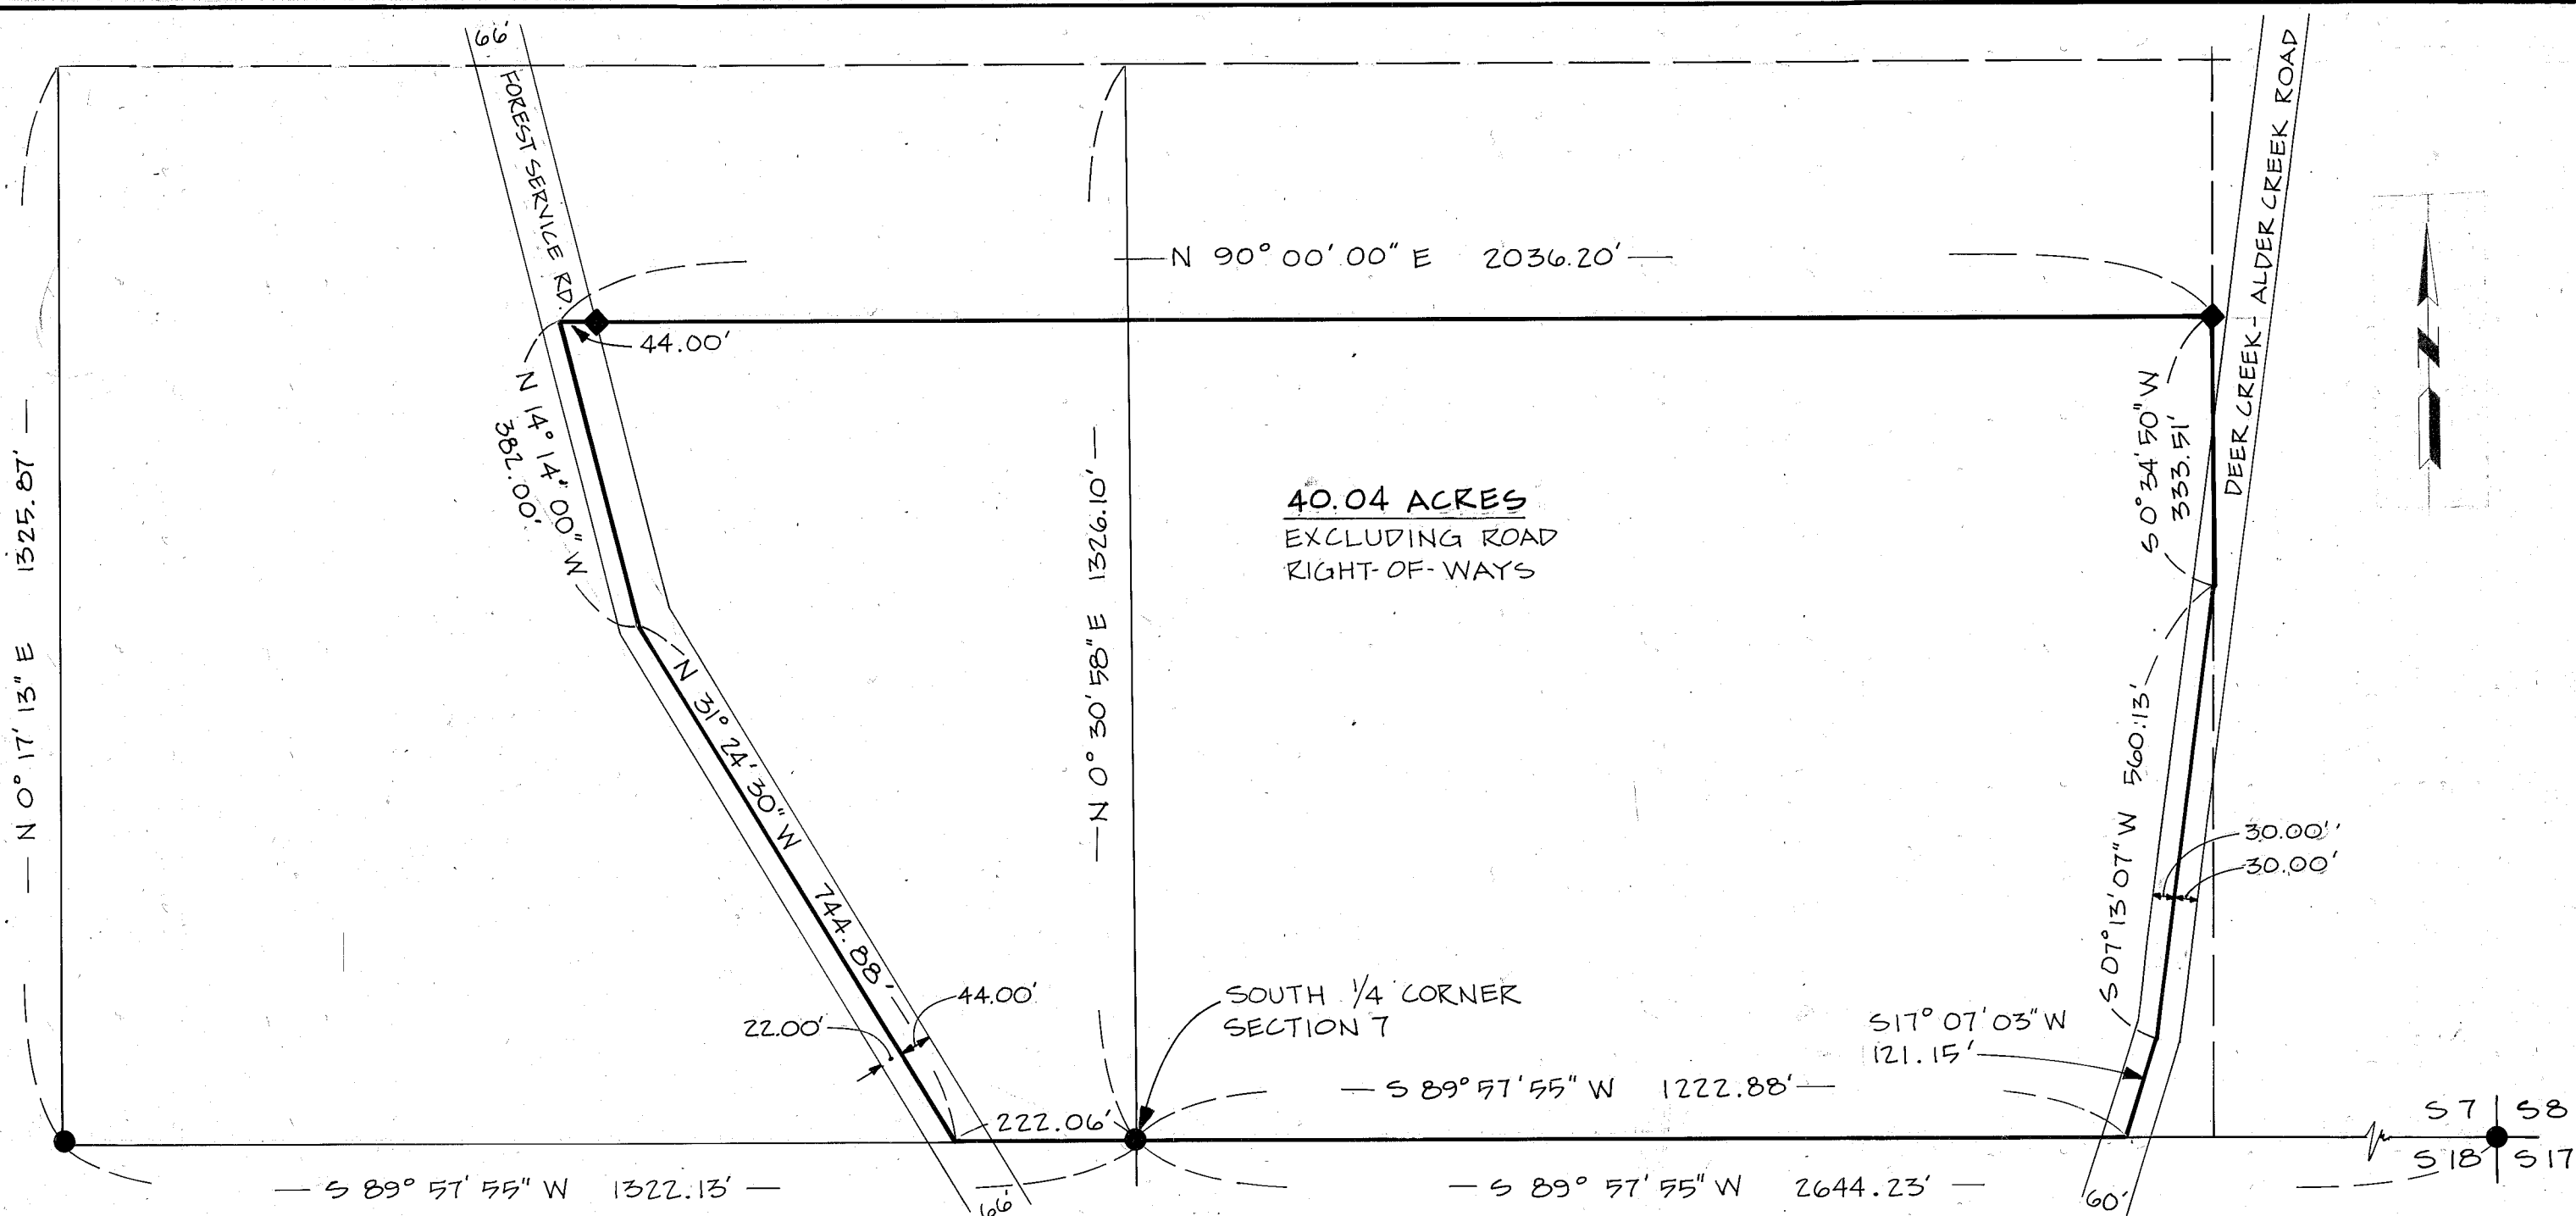 66'
FOREST SERVICE RD.
DEER CREEK- ALDER CREEK ROAD
— N 90° 00' 00" E 2036.20' —
44.00'
N 14° 14' 00" W
382.00'
— N 0° 17' 13" E 1325.87' —
— N 0° 30' 58" E 1326.10' —
40.04 ACRES
EXCLUDING ROAD
RIGHT-OF-WAYS
S 0° 34' 50" W
333.51'
N
N 31° 24' 30" W 744.88'
S 07° 13' 07" W 560.13'
30.00'
30.00'
44.00'
22.00'
SOUTH 1/4 CORNER
SECTION 7
S 17° 07' 03" W
121.15'
— S 89° 57' 55" W 1222.88' —
222.06'
S 7 S 8
S 18 S 17
— S 89° 57' 55" W 1322.13' —
— S 89° 57' 55" W 2644.23' —
66'
60'